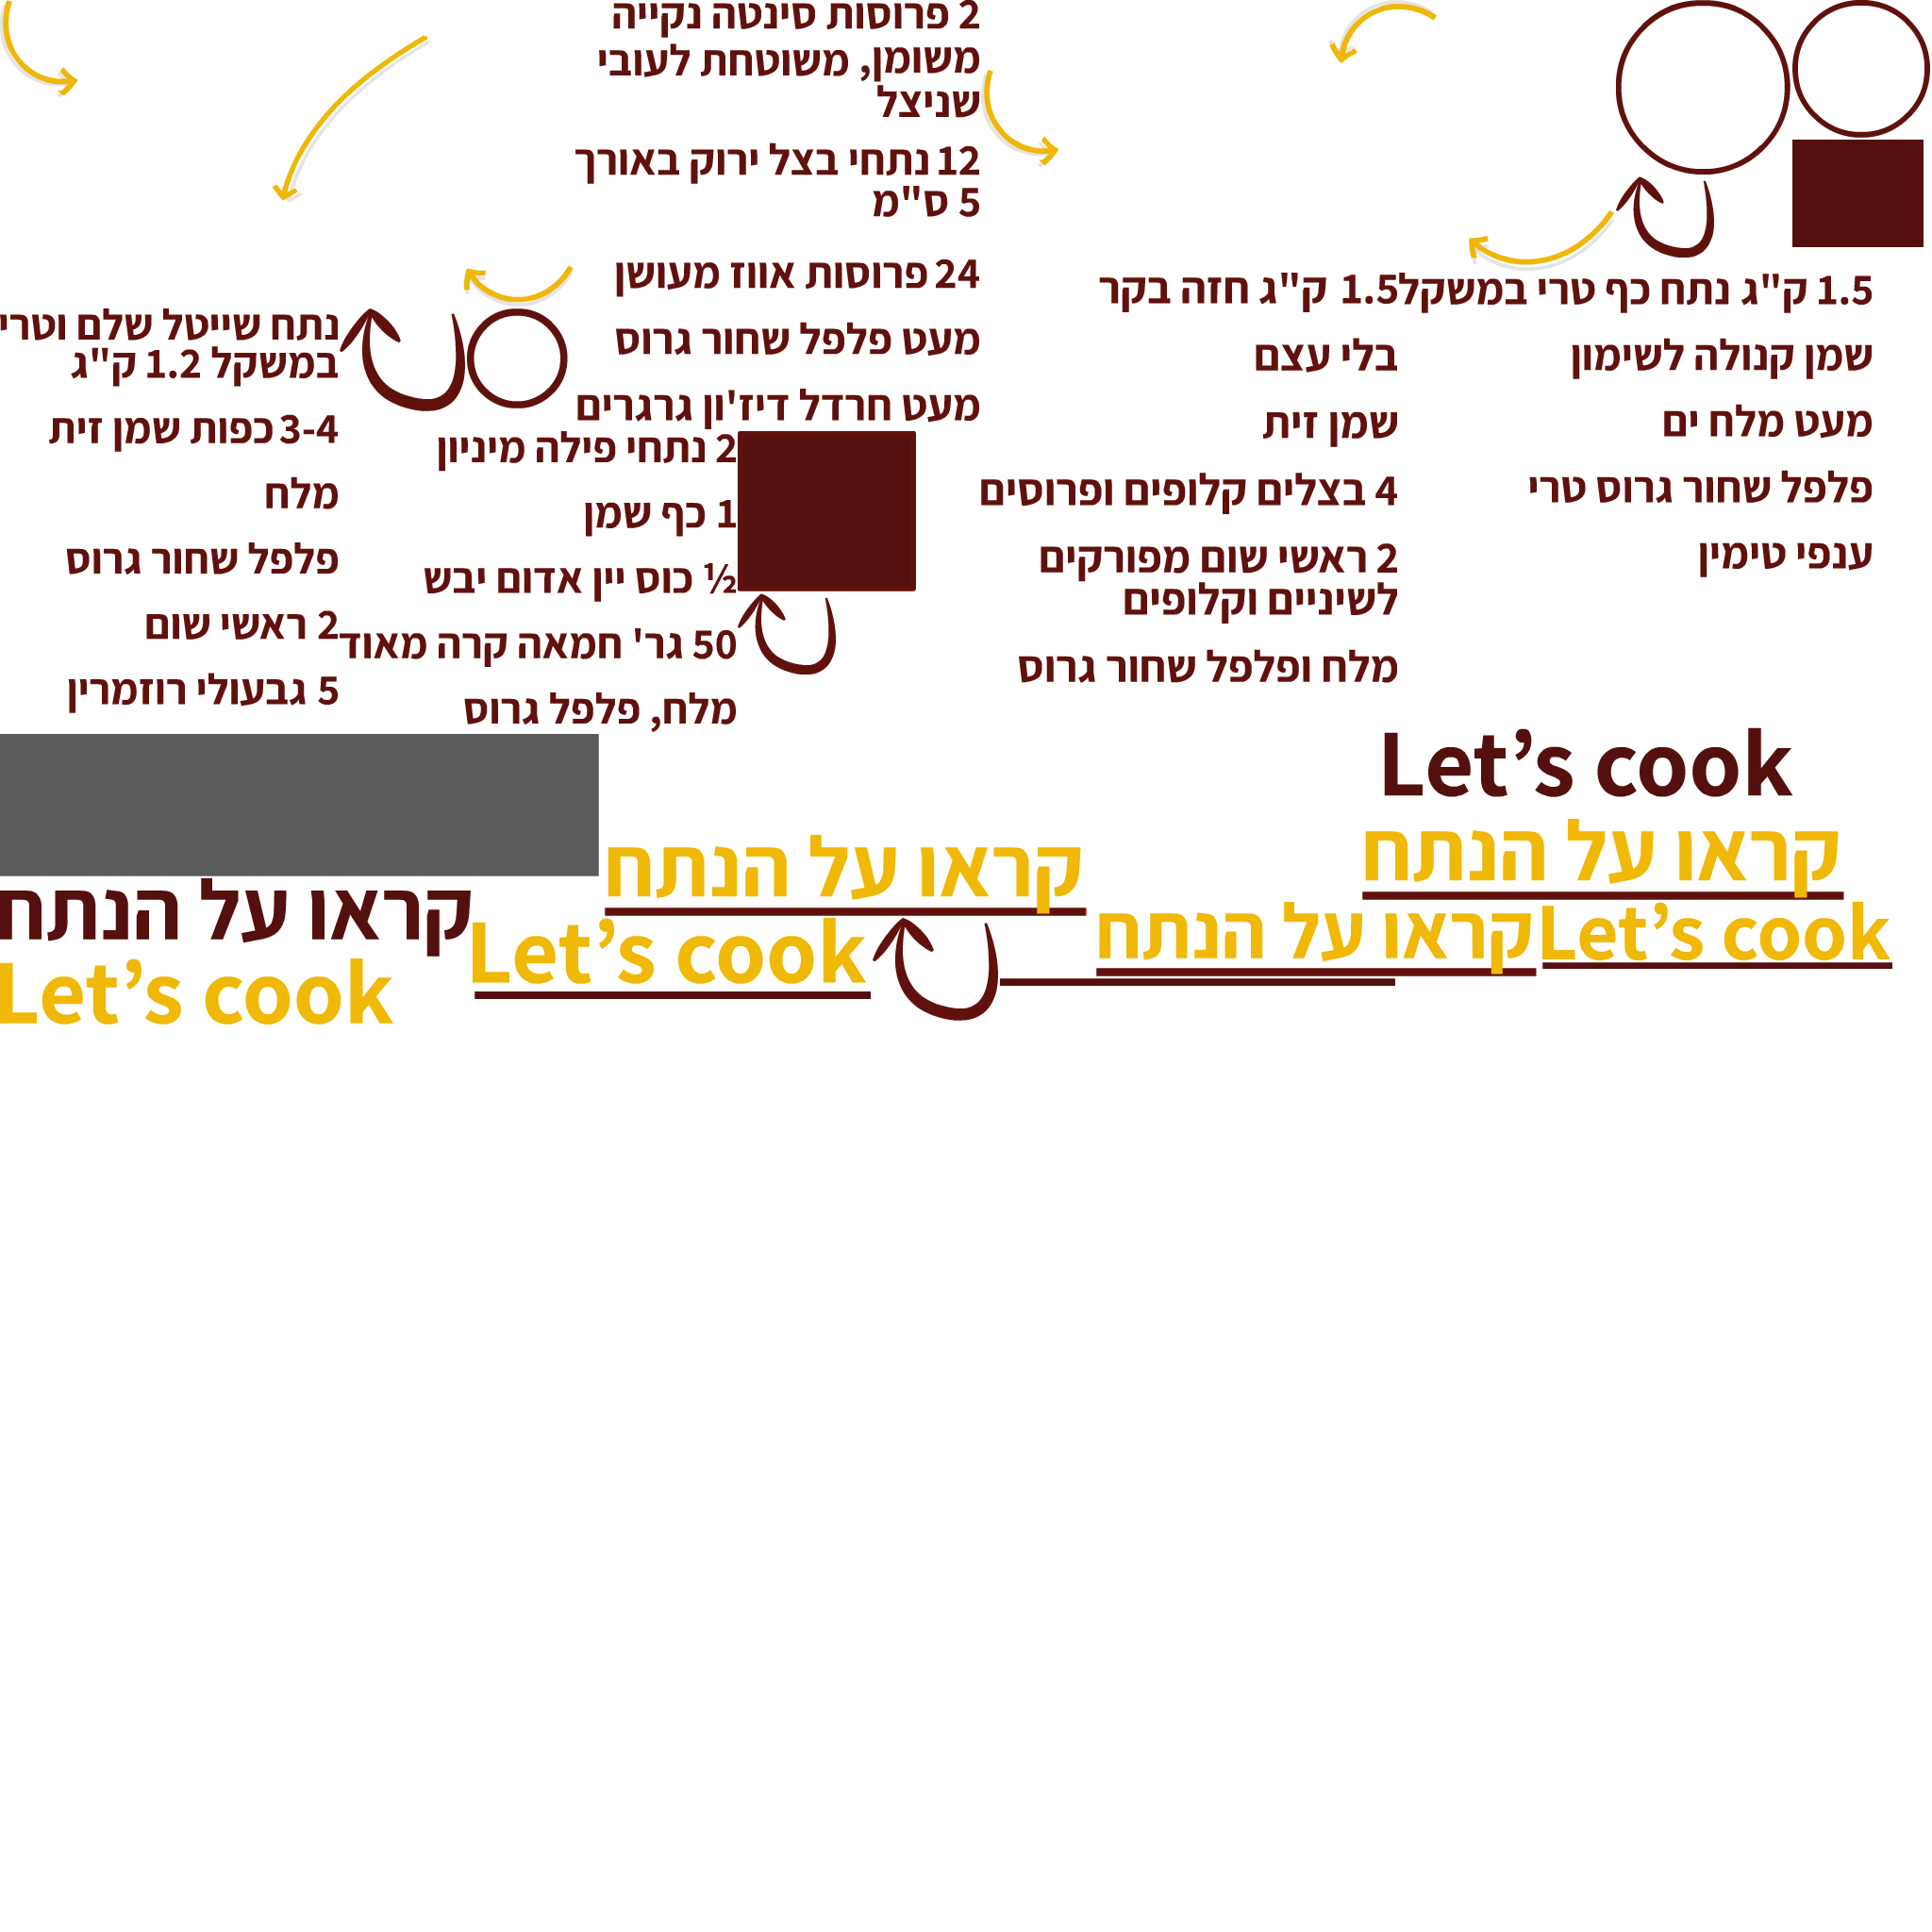 2 פרוסות סינטה נקייה
משומן, משוטחת לעובי
שניצל
12 נתחי בצל ירוק באוורך
5 ס"מ
24 פרוסות אווז מעושן
מעט פלפל שחור גרוס
מעט חרדל דיז'ון גרגרים
1.5 ק"ג נתח כף טרי במשקל
שמן קנולה לשימון
מעט מלח ים
פלפל שחור גרוס טרי
ענפי טימין
1.5 ק"ג חזה בקר
בלי עצם
שמן זית
4 בצלים קלופים ופרוסים
2 ראשי שום מפורקים
לשיניים וקלופים
מלח ופלפל שחור גרוס
2 נתחי פילה מיניון
1 כף שמן
½ כוס יין אדום יבש
50 גר' חמאה קרה מאוד
מלח, פלפל גרוס
נתח שייטל שלם וטרי
במשקל 1.2 ק"ג
3-4 כפות שמן זית
מלח
פלפל שחור גרוס
2 ראשי שום
5 גבעולי רוזמרין
Let’s cook
קראו על הנתח
קראו על הנתח
קראו על הנתח
Let’s cook
קראו על הנתח
Let’s cook
Let’s cook